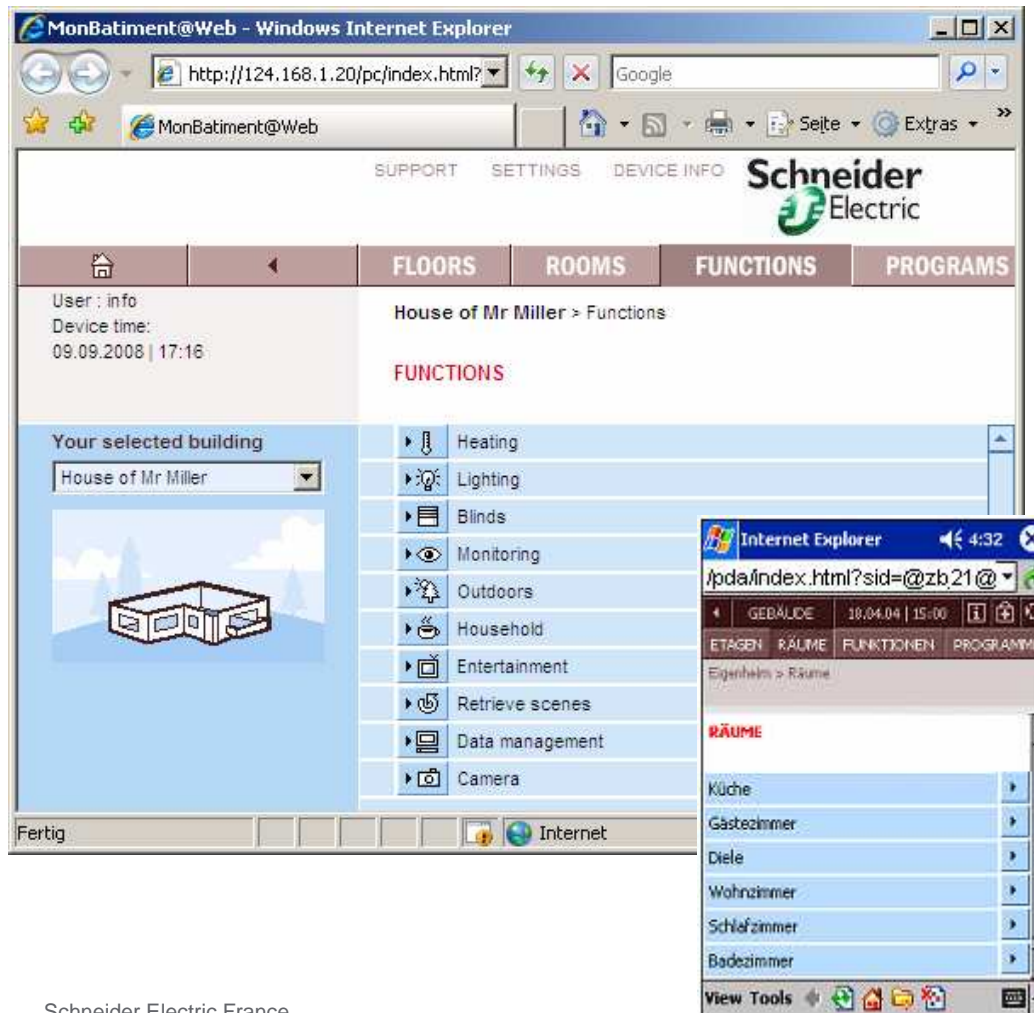 MonBatiment@Web - Windows Internet Explorer
http://124.168.1.20/pc/index.html?
Google
MonBatiment@Web
Seite
Extras
»
SUPPORT SETTINGS DEVICE INFO
Schneider
Electric
FLOORS ROOMS FUNCTIONS PROGRAMS
User : info
Device time:
09.09.2008 | 17:16
House of Mr Miller > Functions
FUNCTIONS
Your selected building
House of Mr Miller
Heating
Lighting
Blinds
Monitoring
Outdoors
Household
Entertainment
Retrieve scenes
Data management
Camera
Fertig
Internet
Internet Explorer 4:32
/pda/index.html?sid=@zb21@
GEBÄUDE 18.04.04 | 15:00
ETAGEN RÄUME FUNKTIONEN PROGRAMM
Eigenheim > Räume
RÄUME
Küche
Gästezimmer
Diele
Wohnzimmer
Schlafzimmer
Badezimmer
View Tools
Schneider Electric France